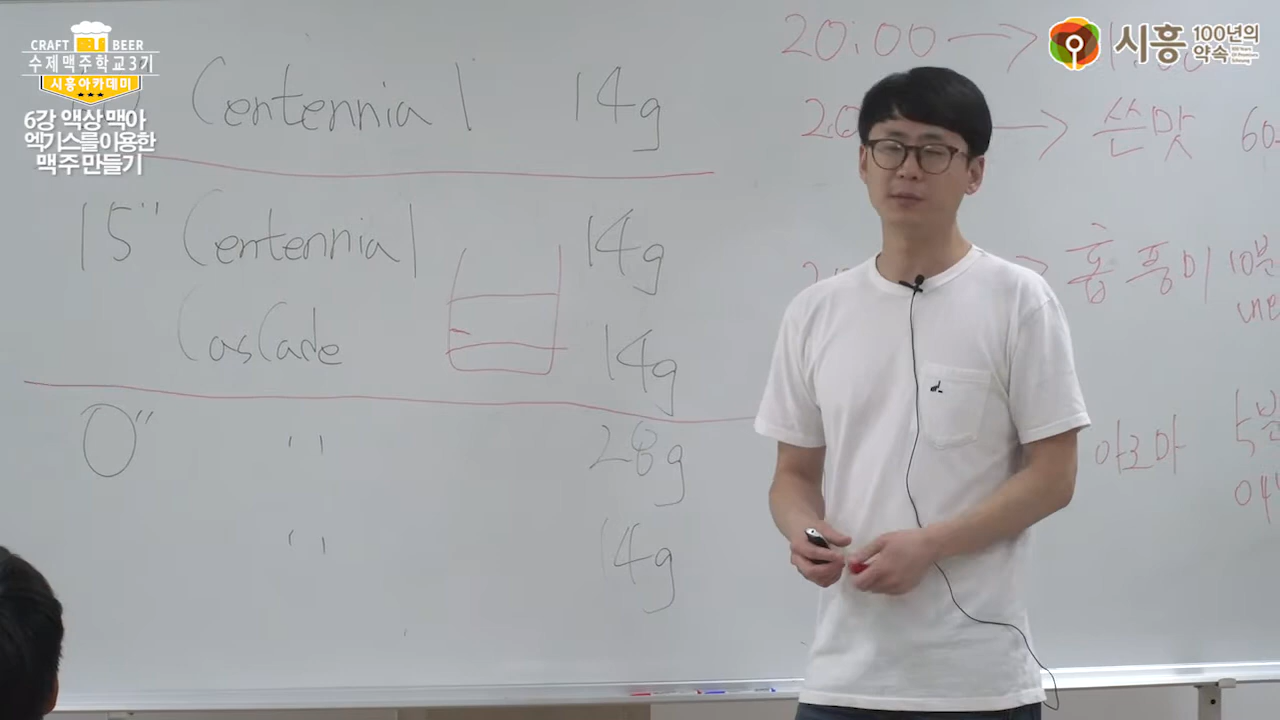 CRAFT BEER
수제맥주학교3기
시흥아카데미
6강 액상 맥아
엑기스를이용한
맥주 만들기
시흥 100년의
약속
Centennial 14g
15" Centennial 14g
Cascade 14g
0" 〃 28g
〃 14g
20:00 →
20 → 쓴맛 60
→ 홉 풍미 10분
아로마 5분